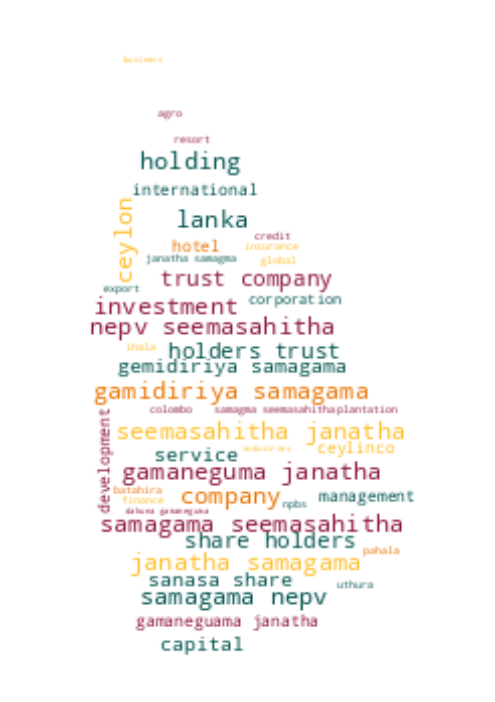 Business
agro
resort
holding
international
ceylon
lanka
credit
hotel
insurance
janatha samagma
global
trust company
export
corporation
investment
nepv seemasahitha
ihala
holders trust
gemidiriya samagama
gamidiriya samagama
colombo
samagma seemasahitha
plantation
development
seemasahitha janatha
industries
ceylinco
service
gamaneguma janatha
batahira
company
management
finance
npbs
dakuna gamaneguma
samagama seemasahitha
share holders
pahala
janatha samagama
sanasa share
uthura
samagama nepv
gamaneguama janatha
capital